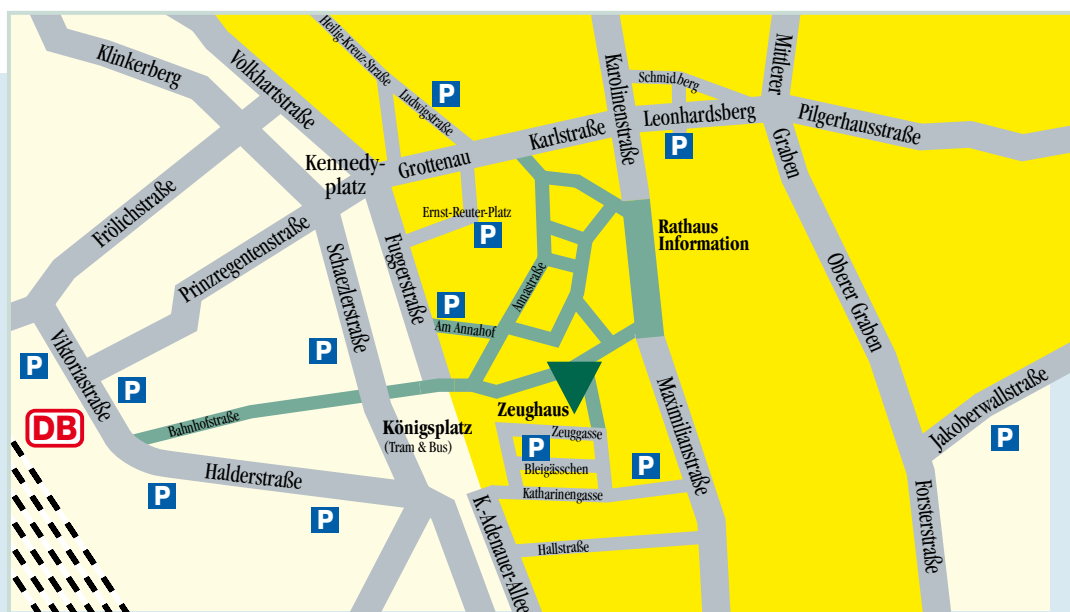 Klinkerberg
Volkhartstraße
Heilig-Kreuz-Straße
Ludwigstraße
P
Karolinenstraße
Schmidberg
Mittlerer
Graben
Leonhardsberg
P
Pilgerhausstraße
Karlstraße
Grottenau
Kennedy-
platz
Frölichstraße
Prinzregentenstraße
Schaezlerstraße
Fuggerstraße
Ernst-Reuter-Platz
P
Rathaus
Information
Annastraße
P
Am Annahof
Oberer Graben
P
P
Viktoriastraße
P
DB
Bahnhofstraße
Königsplatz
(Tram & Bus)
Zeughaus
Zeuggasse
P
Bleigässchen
P
Katharinengasse
Maximilianstraße
Jakoberwallstraße
P
Forsterstraße
Halderstraße
P
P
K.-Adenauer-Allee
Hallstraße